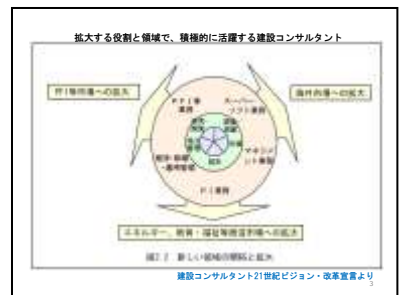 拡大する役割と領域で、積極的に活躍する建設コンサルタント
PFI等市場への拡大
海外市場への拡大
PFI等
業務
スーパー
ソフト業務
マネジメ
ント業務
PI業務
エネルギー、教育・福祉等他産業市場への拡大
図2.2 新しい領域の開拓と拡大
建設コンサルタント21世紀ビジョン・改革宣言より
3